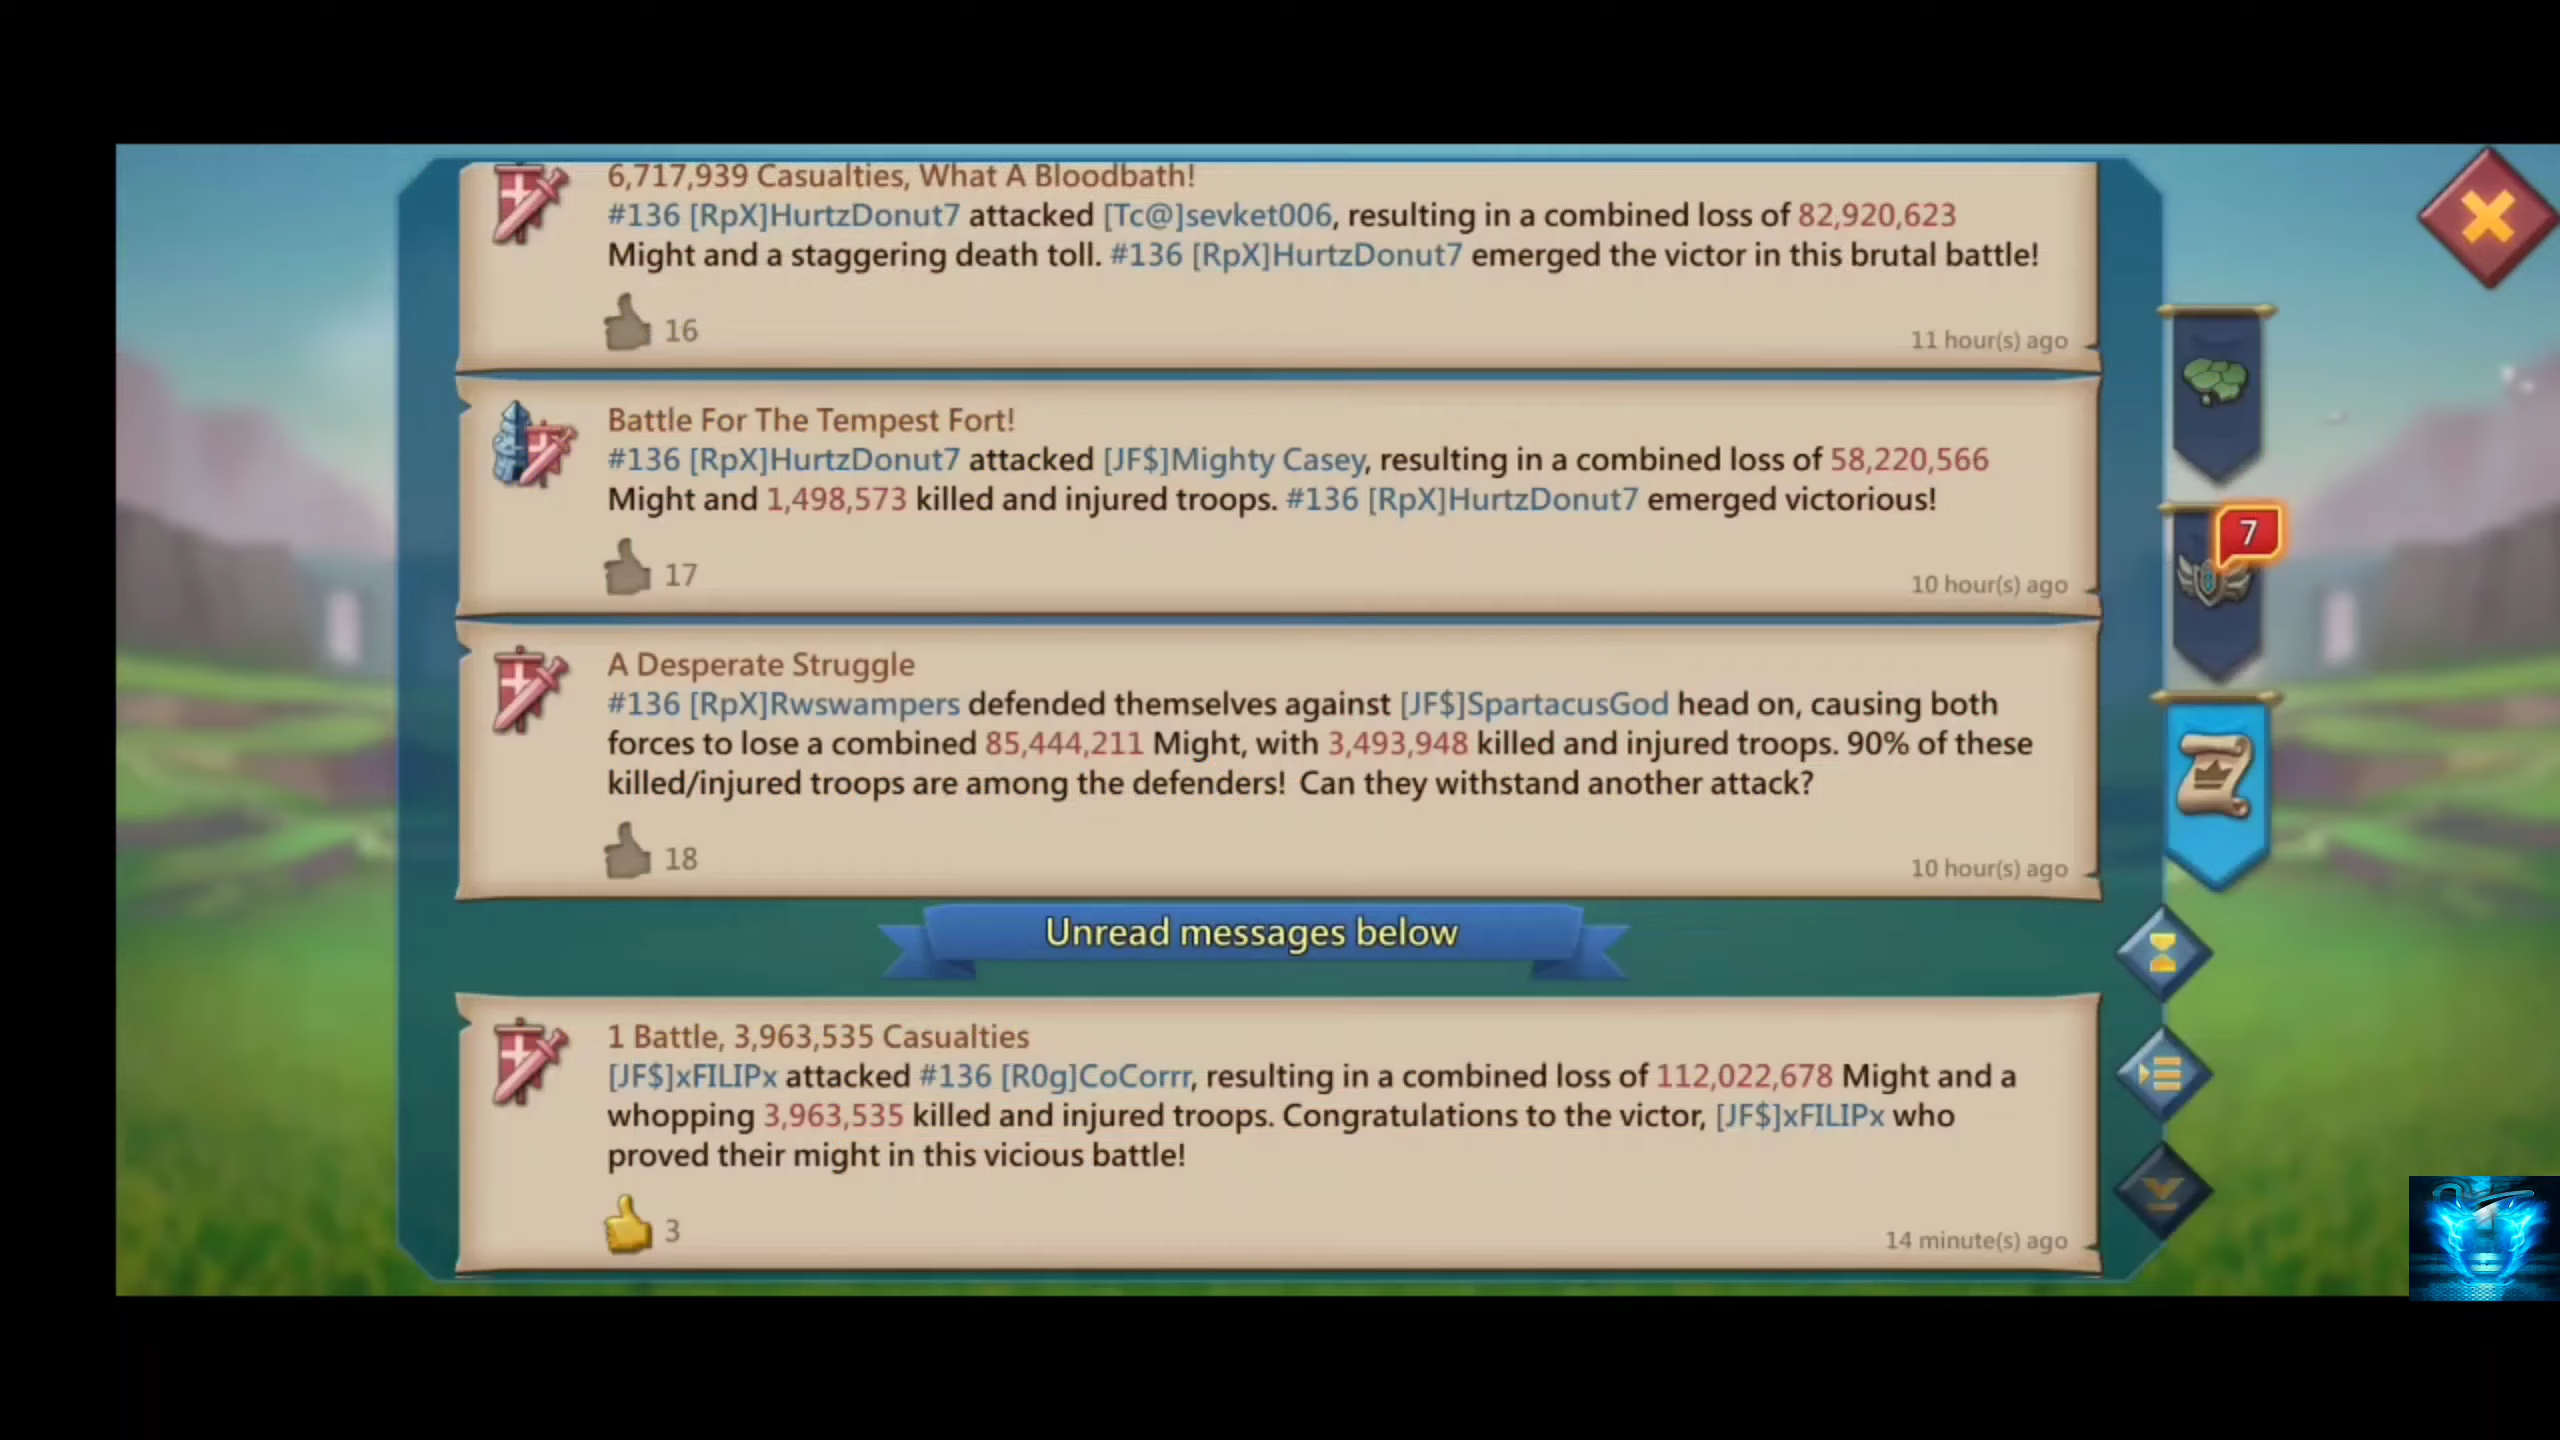 6,717,939 Casualties, What A Bloodbath!
#136 [RpX]HurtzDonut7 attacked [Tc@]sevket006, resulting in a combined loss of 82,920,623
Might and a staggering death toll. #136 [RpX]HurtzDonut7 emerged the victor in this brutal battle!
16
11 hour(s) ago
Battle For The Tempest Fort!
#136 [RpX]HurtzDonut7 attacked [JF$]Mighty Casey, resulting in a combined loss of 58,220,566
Might and 1,498,573 killed and injured troops. #136 [RpX]HurtzDonut7 emerged victorious!
17
10 hour(s) ago
7
A Desperate Struggle
#136 [RpX]Rwswampers defended themselves against [JF$]SpartacusGod head on, causing both
forces to lose a combined 85,444,211 Might, with 3,493,948 killed and injured troops. 90% of these
killed/injured troops are among the defenders! Can they withstand another attack?
18
10 hour(s) ago
Unread messages below
1 Battle, 3,963,535 Casualties
[JF$]xFILIPx attacked #136 [R0g]CoCorrr, resulting in a combined loss of 112,022,678 Might and a
whopping 3,963,535 killed and injured troops. Congratulations to the victor, [JF$]xFILIPx who
proved their might in this vicious battle!
3
14 minute(s) ago